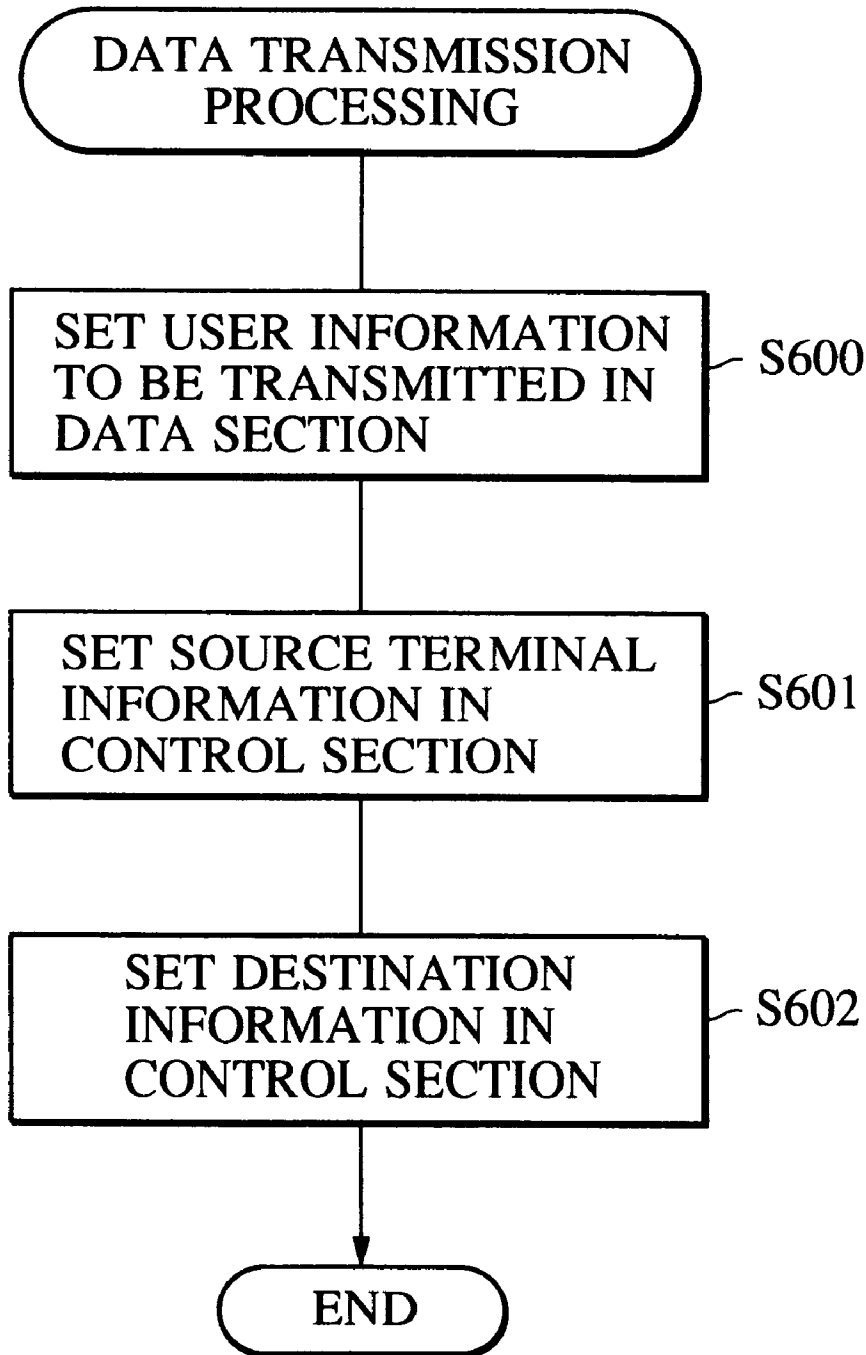 DATA TRANSMISSION
PROCESSING
SET USER INFORMATION
TO BE TRANSMITTED IN
DATA SECTION
S600
SET SOURCE TERMINAL
INFORMATION IN
CONTROL SECTION
S601
SET DESTINATION
INFORMATION IN
CONTROL SECTION
S602
END